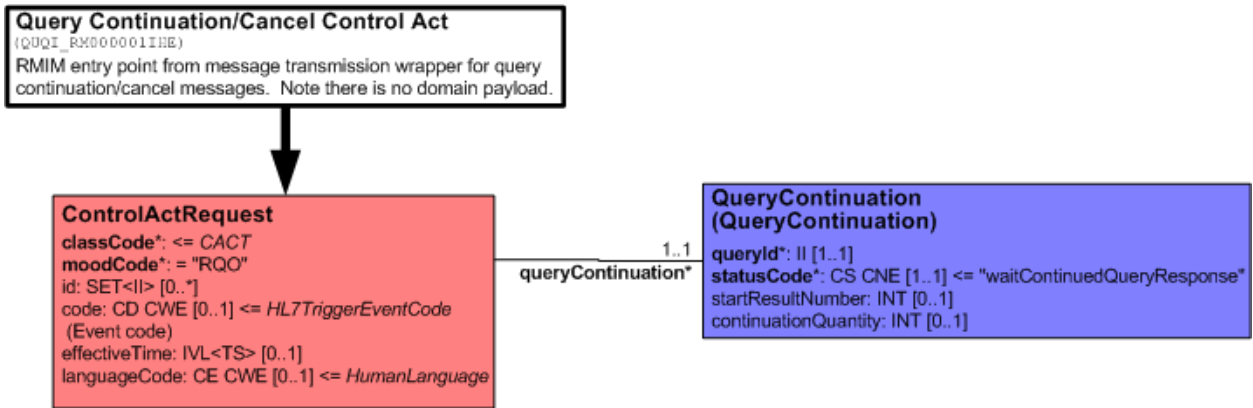 Query Continuation/Cancel Control Act
(QUQI_RM000001IHE)
RMIM entry point from message transmission wrapper for query
continuation/cancel messages.  Note there is no domain payload.
ControlActRequest
classCode*: <= CACT
moodCode*: = "RQO"
id: SET<II> [0..*]
code: CD CWE [0..1] <= HL7TriggerEventCode
(Event code)
effectiveTime: IVL<TS> [0..1]
languageCode: CE CWE [0..1] <= HumanLanguage
1..1
queryContinuation*
QueryContinuation
(QueryContinuation)
queryId*: II [1..1]
statusCode*: CS CNE [1..1] <= "waitContinuedQueryResponse"
startResultNumber: INT [0..1]
continuationQuantity: INT [0..1]